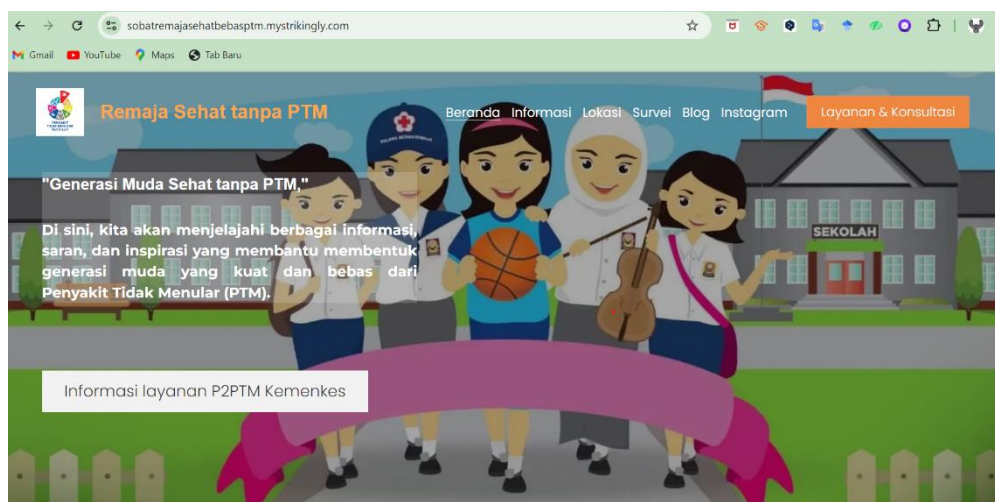 sobatremajasehatbebasptm.mystrikingly.com
Gmail YouTube Maps Tab Baru
Remaja Sehat tanpa PTM
Beranda Informasi Lokasi Survei Blog Instagram Layanan & Konsultasi
"Generasi Muda Sehat tanpa PTM,"
Di sini, kita akan menjelajahi berbagai informasi,
saran, dan inspirasi yang membantu membentuk
generasi muda yang kuat dan bebas dari
Penyakit Tidak Menular (PTM).
SEKOLAH
Informasi layanan P2PTM Kemenkes